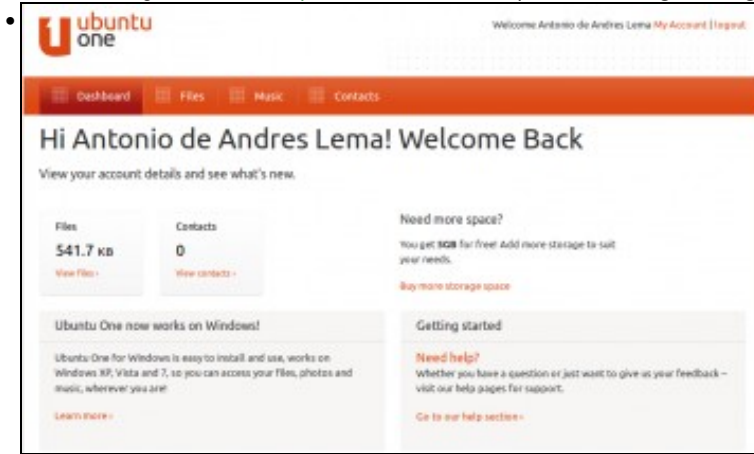 ubuntu
one
Welcome Antonio de Andres Lema My Account | logout
Dashboard Files Music Contacts
Hi Antonio de Andres Lema! Welcome Back
View your account details and see what's new.
Files
541.7 KB
View files ›
Contacts
0
View contacts ›
Need more space?
You get 5GB for free! Add more storage to suit
your needs.
Buy more storage space
Ubuntu One now works on Windows!
Ubuntu One for Windows is easy to install and use, works on
Windows XP, Vista and 7, so you can access your files, photos and
music, wherever you are!
Learn more ›
Getting started
Need help?
Whether you have a question or just want to give us your feedback –
visit our help pages for support.
Go to our help section ›